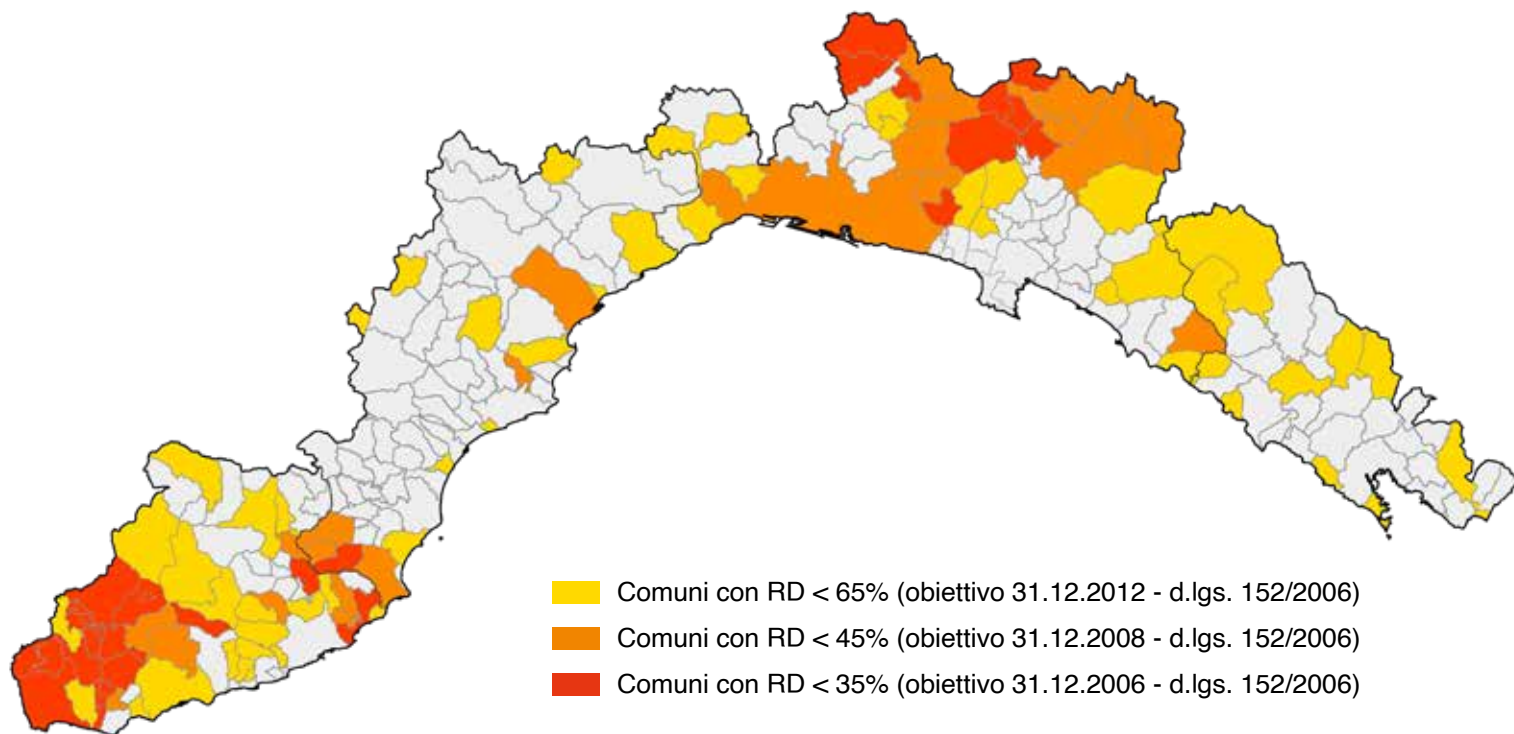 Comuni con RD < 65% (obiettivo 31.12.2012 - d.lgs. 152/2006)
Comuni con RD < 45% (obiettivo 31.12.2008 - d.lgs. 152/2006)
Comuni con RD < 35% (obiettivo 31.12.2006 - d.lgs. 152/2006)